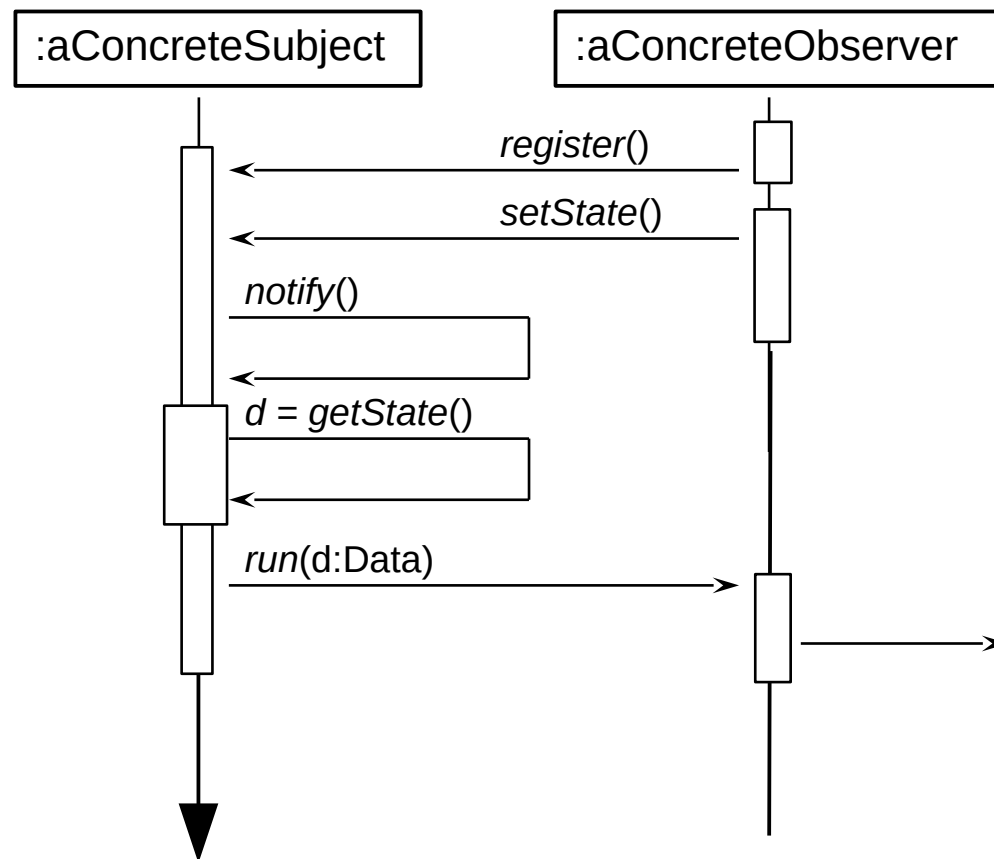 :aConcreteSubject
:aConcreteObserver
register()
setState()
notify()
d = getState()
run(d:Data)